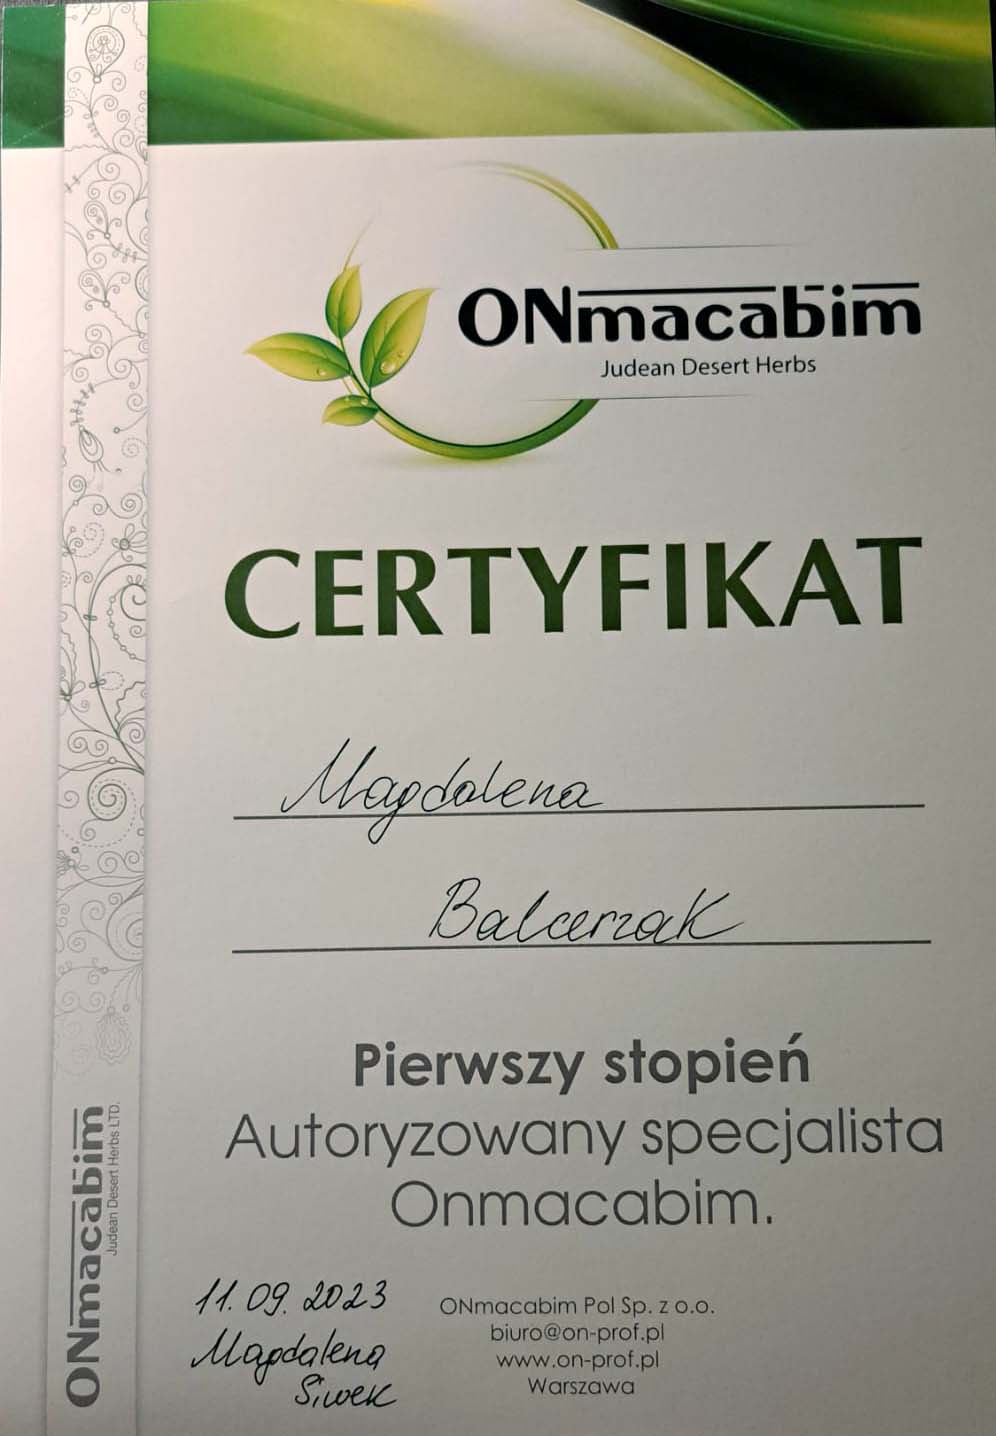 ONmacabim
Judean Desert Herbs
CERTYFIKAT
Magdalena
Balcerzak
Pierwszy stopień
Autoryzowany specjalista
Onmacabim.
11.09.2023
Magdalena
Siwek
ONmacabim Pol Sp. z o.o.
biuro@on-prof.pl
www.on-prof.pl
Warszawa
ONmacabim
Judean Desert Herbs LTD.